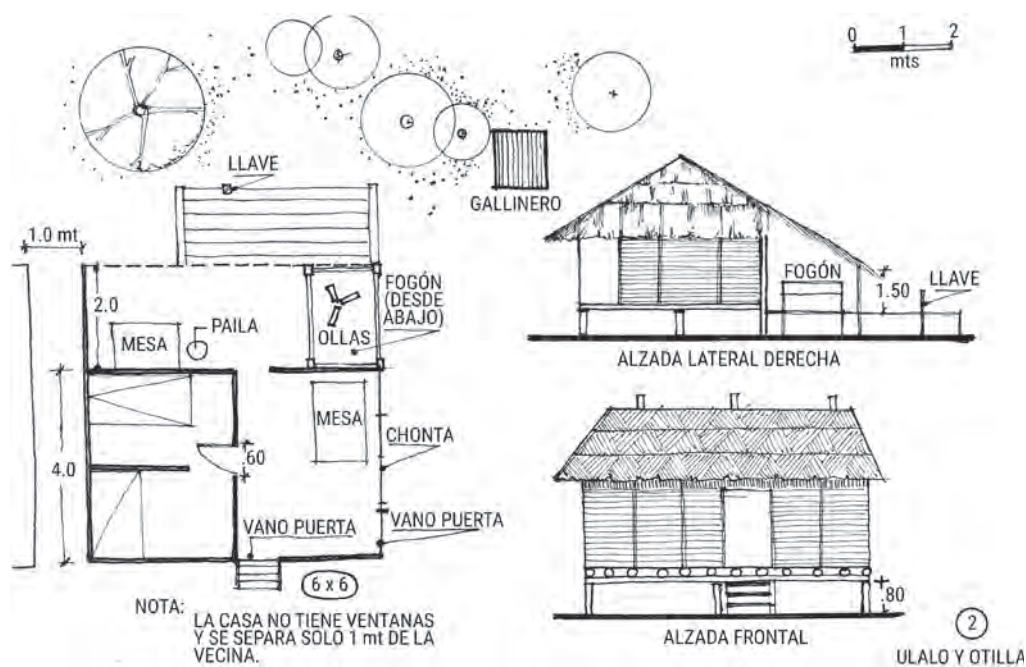 0 1 2
mts
LLAVE
GALLINERO
1.0 mt
2.0
MESA
PAILA
OLLAS
FOGÓN
(DESDE
ABAJO)
FOGÓN
LLAVE
1.50
ALZADA LATERAL DERECHA
MESA
CHONTA
.60
4.0
VANO PUERTA
VANO PUERTA
6 x 6
NOTA:
LA CASA NO TIENE VENTANAS
Y SE SEPARA SOLO 1 mt DE LA
VECINA.
.80
ALZADA FRONTAL
2
ULALO Y OTILLA